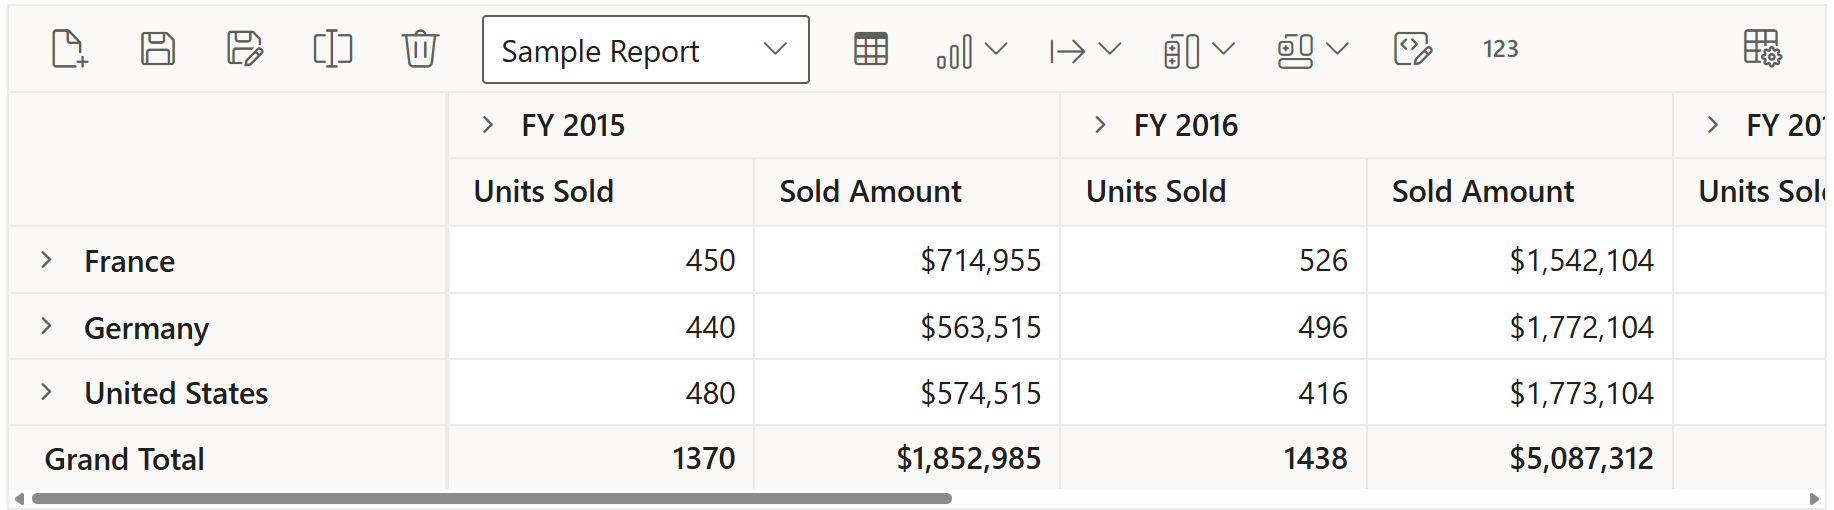 Sample Report 123
FY 2015 FY 2016 FY 20
Units Sold Sold Amount Units Sold Sold Amount Units Sol
France 450 $714,955 526 $1,542,104
Germany 440 $563,515 496 $1,772,104
United States 480 $574,515 416 $1,773,104
Grand Total 1370 $1,852,985 1438 $5,087,312